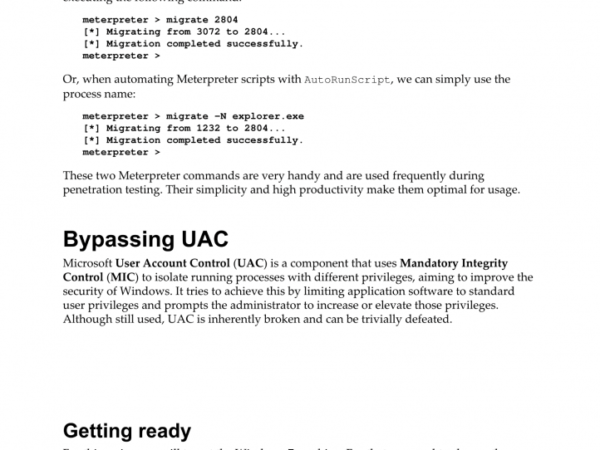 executing the following command:
meterpreter > migrate 2804
[*] Migrating from 3072 to 2804...
[*] Migration completed successfully.
meterpreter >
Or, when automating Meterpreter scripts with AutoRunScript, we can simply use the
process name:
meterpreter > migrate -N explorer.exe
[*] Migrating from 1232 to 2804...
[*] Migration completed successfully.
meterpreter >
These two Meterpreter commands are very handy and are used frequently during
penetration testing. Their simplicity and high productivity make them optimal for usage.
Bypassing UAC
Microsoft User Account Control (UAC) is a component that uses Mandatory Integrity
Control (MIC) to isolate running processes with different privileges, aiming to improve the
security of Windows. It tries to achieve this by limiting application software to standard
user privileges and prompts the administrator to increase or elevate those privileges.
Although still used, UAC is inherently broken and can be trivially defeated.
Getting ready